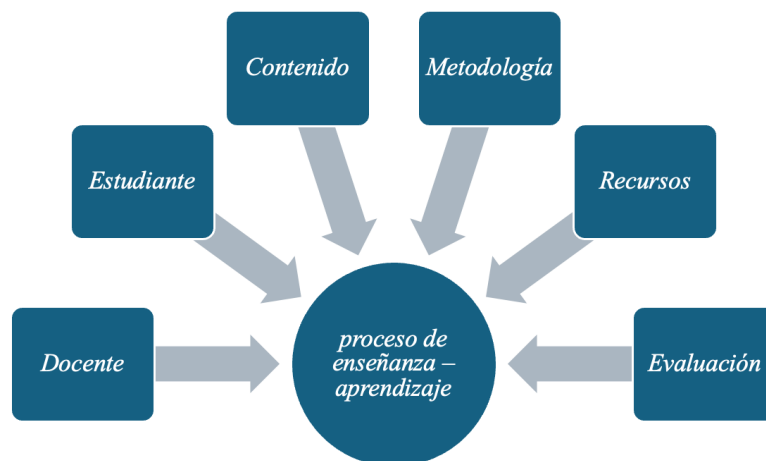 Contenido
Metodología
Estudiante
Recursos
Docente
proceso de
enseñanza –
aprendizaje
Evaluación